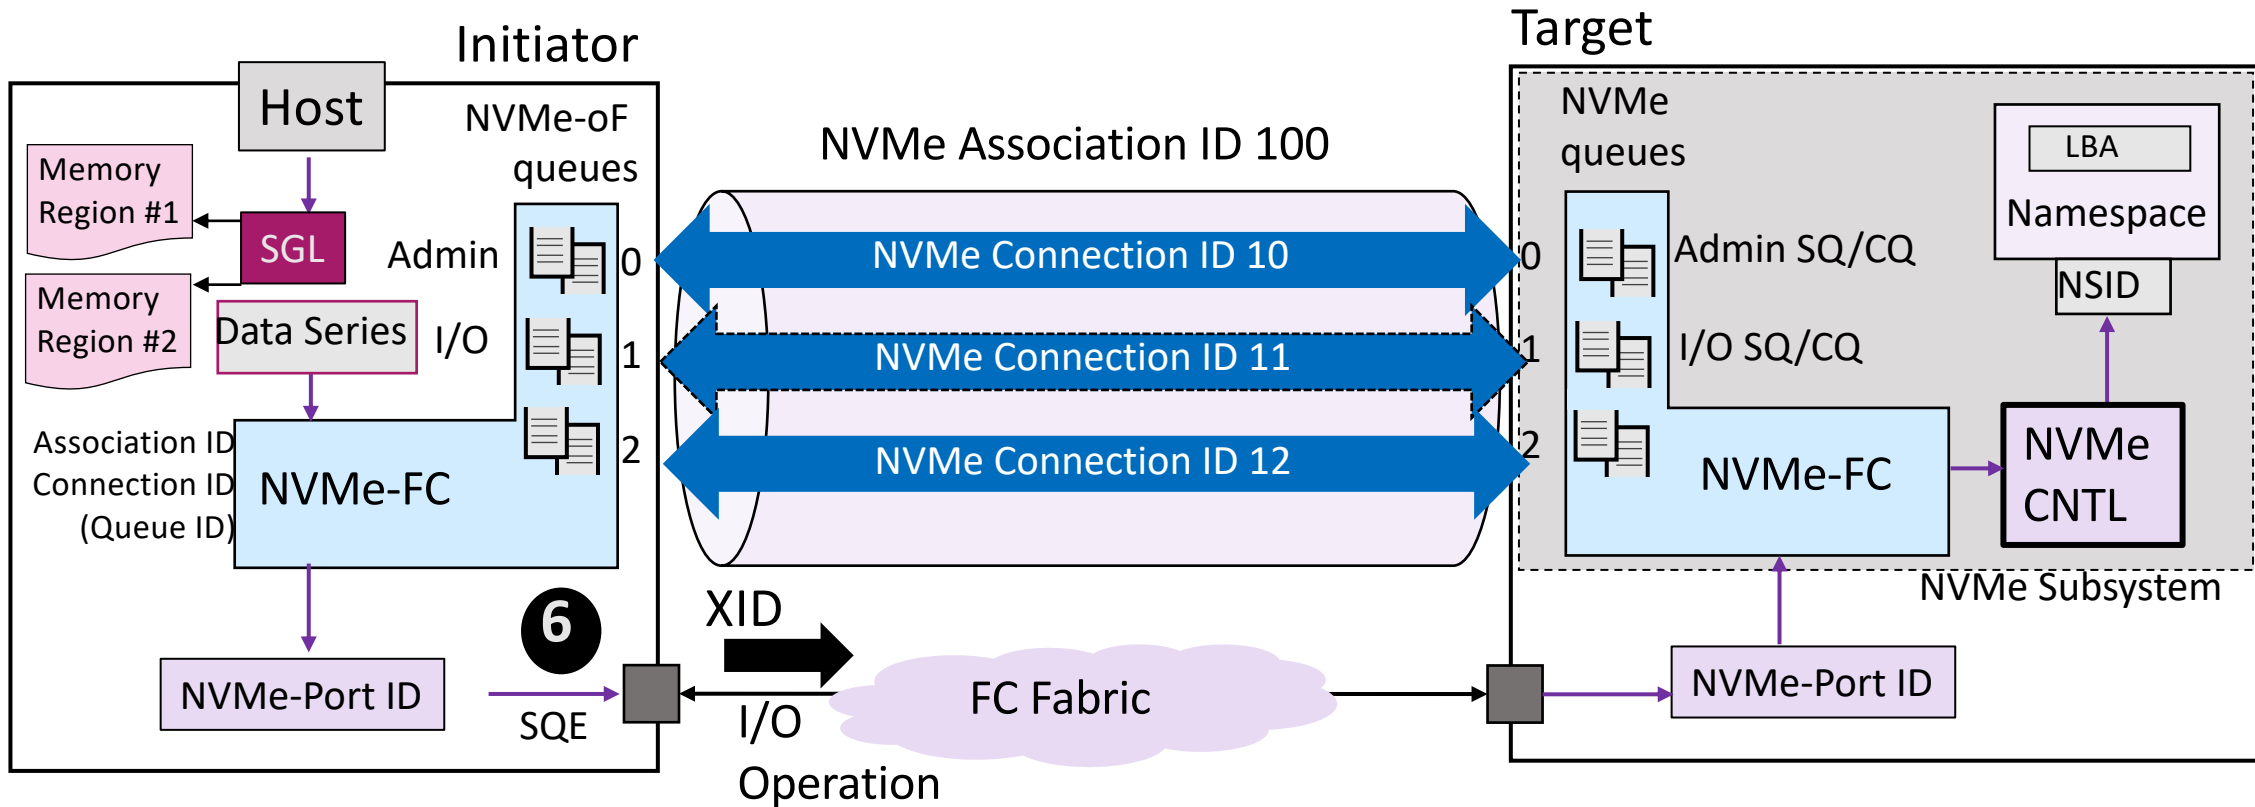 Initiator
Target
Host
NVMe-oF
queues
Memory
Region #1
SGL
Memory
Region #2
Data Series
Admin
I/O
0
1
2
Association ID
Connection ID
(Queue ID)
NVMe-FC
NVMe-Port ID
6
SQE
NVMe Association ID 100
NVMe Connection ID 10
NVMe Connection ID 11
NVMe Connection ID 12
XID
I/O
Operation
FC Fabric
NVMe
queues
0
1
2
Admin SQ/CQ
I/O SQ/CQ
NVMe-FC
LBA
Namespace
NSID
NVMe
CNTL
NVMe Subsystem
NVMe-Port ID